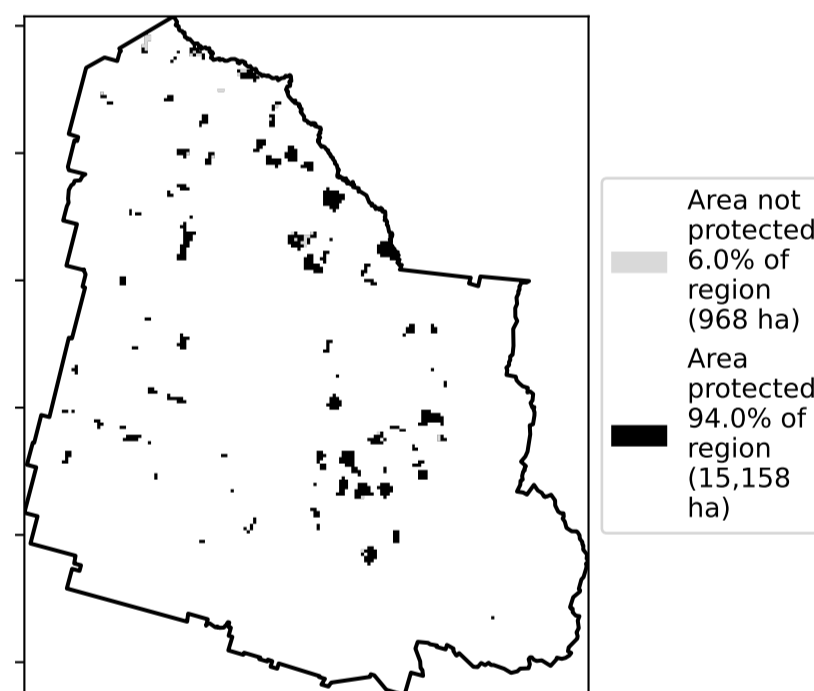 Area not
protected
6.0% of
region
(968 ha)
Area
protected
94.0% of
region
(15,158
ha)